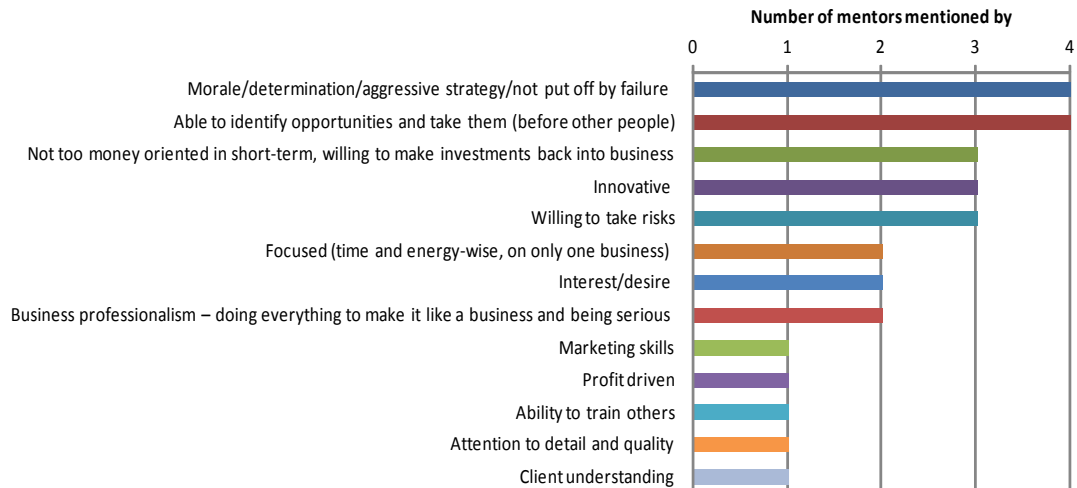 Number of mentors mentioned by
0 1 2 3 4
Morale/determination/aggressive strategy/not put off by failure
Able to identify opportunities and take them (before other people)
Not too money oriented in short-term, willing to make investments back into business
Innovative
Willing to take risks
Focused (time and energy-wise, on only one business)
Interest/desire
Business professionalism – doing everything to make it like a business and being serious
Marketing skills
Profit driven
Ability to train others
Attention to detail and quality
Client understanding